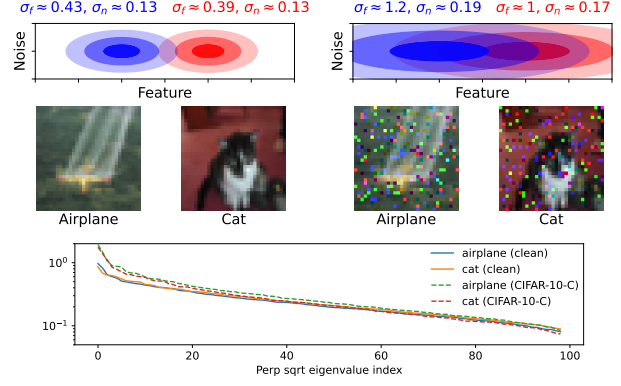 σf ≈ 0.43, σn ≈ 0.13
σf ≈ 0.39, σn ≈ 0.13
σf ≈ 1.2, σn ≈ 0.19
σf ≈ 1, σn ≈ 0.17
Noise
Feature
Noise
Feature
Airplane
Cat
Airplane
Cat
10⁰
10⁻¹
airplane (clean)
cat (clean)
airplane (CIFAR-10-C)
cat (CIFAR-10-C)
0 20 40 60 80 100
Perp sqrt eigenvalue index